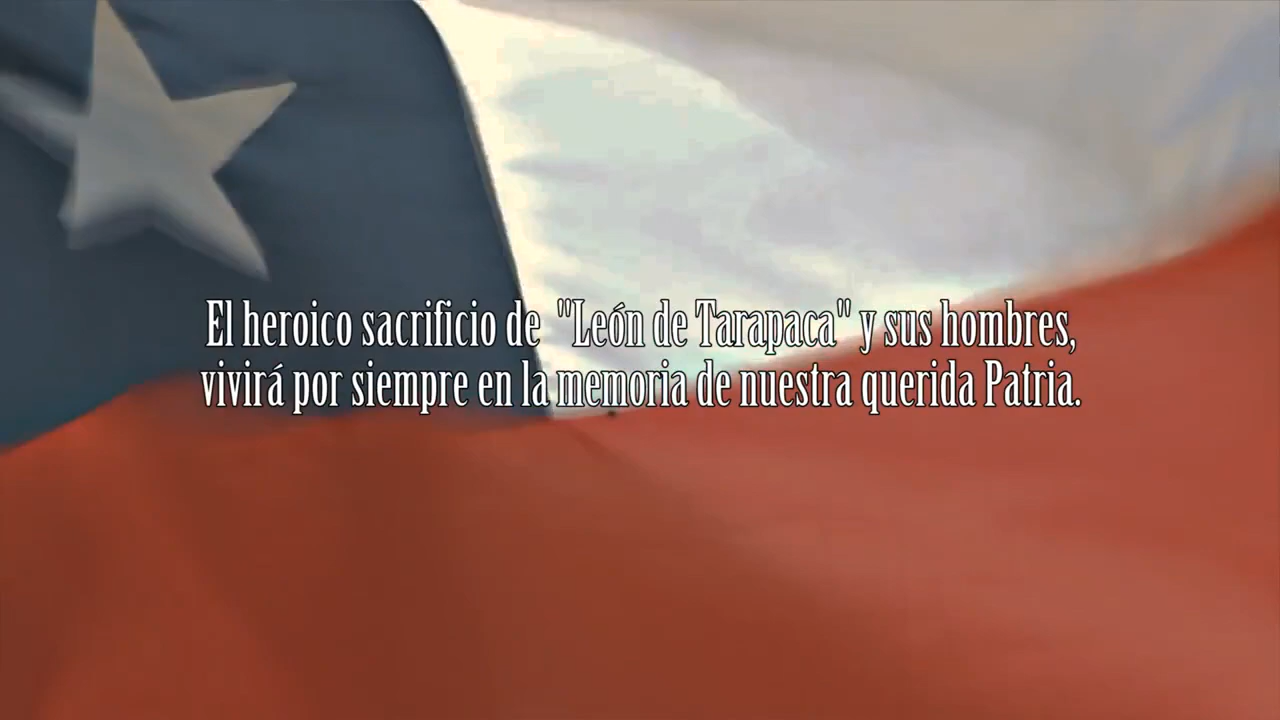 El heroico sacrificio de "León de Tarapaca" y sus hombres,
vivirá por siempre en la memoria de nuestra querida Patria.